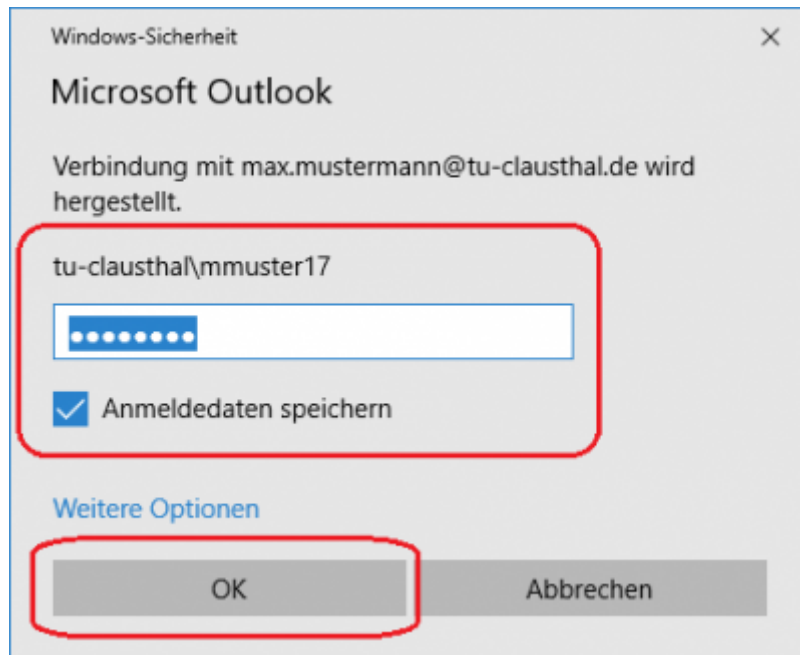 Windows-Sicherheit
Microsoft Outlook
Verbindung mit max.mustermann@tu-clausthal.de wird
hergestellt.
tu-clausthal\mmuster17
●●●●●●●●
Anmeldedaten speichern
Weitere Optionen
OK
Abbrechen